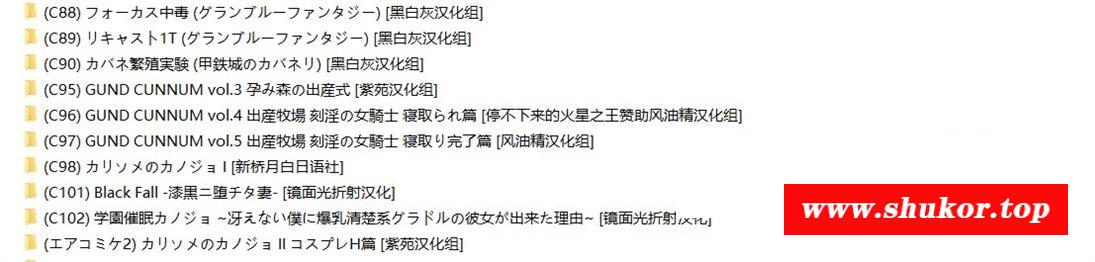 (C88) フォーカス中毒 (グランブルーファンタジー) [黑白灰汉化组]
(C89) リキャスト1T (グランブルーファンタジー) [黑白灰汉化组]
(C90) カバネ繁殖実験 (甲鉄城のカバネリ) [黑白灰汉化组]
(C95) GUND CUNNUM vol.3 孕み森の出産式 [紫苑汉化组]
(C96) GUND CUNNUM vol.4 出産牧場 刻淫の女騎士 寝取られ篇 [停不下来的火星之王赞助风油精汉化组]
(C97) GUND CUNNUM vol.5 出産牧場 刻淫の女騎士 寝取り完了篇 [风油精汉化组]
(C98) カリソメのカノジョ I [新桥月白日语社]
(C101) Black Fall -漆黒ニ堕チタ妻- [镜面光折射汉化]
(C102) 学園催眠カノジョ ~冴えない僕に爆乳清楚系グラドルの彼女が出来た理由~ [镜面光折射汉化]
www.shukor.top
(エアコミケ2) カリソメのカノジョ II コスプレH篇 [紫苑汉化组]